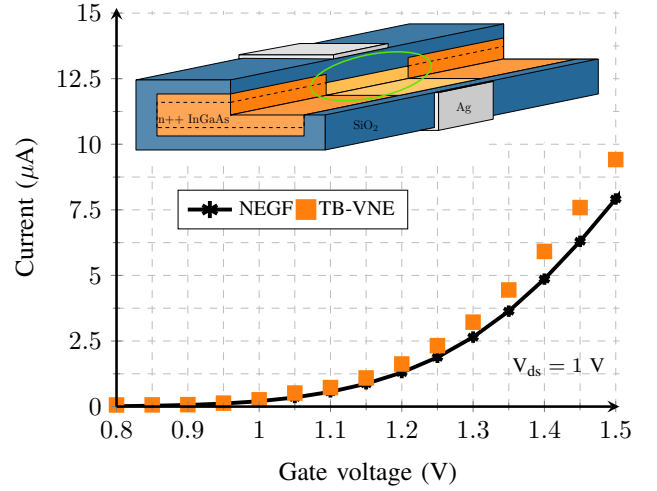 15
12.5
10
7.5
5
2.5
0
Current (μA)
n++ InGaAs
SiO2
Ag
NEGF
TB-VNE
Vds = 1 V
0.8
0.9
1
1.1
1.2
1.3
1.4
1.5
Gate voltage (V)